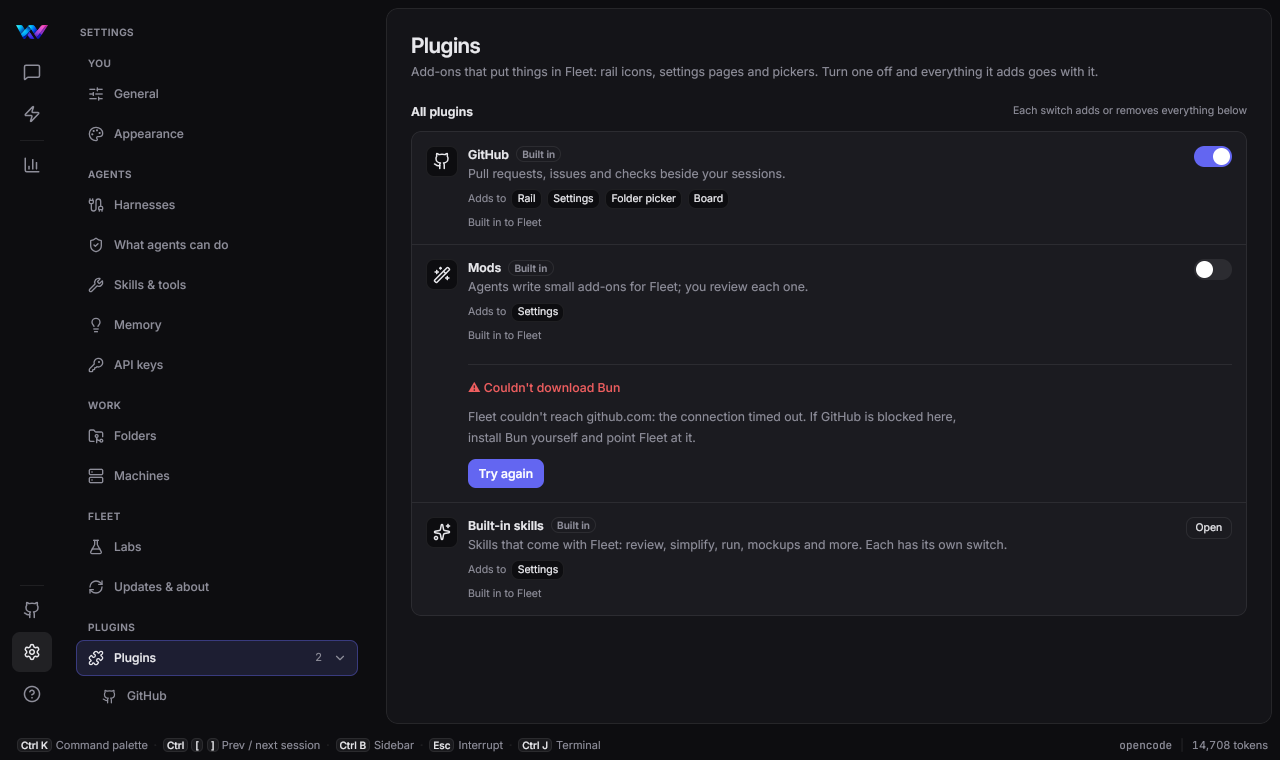 SETTINGS
YOU
General
Appearance
AGENTS
Harnesses
What agents can do
Skills & tools
Memory
API keys
WORK
Folders
Machines
FLEET
Labs
Updates & about
PLUGINS
Plugins 2
GitHub
Plugins
Add-ons that put things in Fleet: rail icons, settings pages and pickers. Turn one off and everything it adds goes with it.
All plugins
Each switch adds or removes everything below
GitHub Built in
Pull requests, issues and checks beside your sessions.
Adds to Rail Settings Folder picker Board
Built in to Fleet
Mods Built in
Agents write small add-ons for Fleet; you review each one.
Adds to Settings
Built in to Fleet
Couldn't download Bun
Fleet couldn't reach github.com: the connection timed out. If GitHub is blocked here,
install Bun yourself and point Fleet at it.
Try again
Built-in skills Built in
Open
Skills that come with Fleet: review, simplify, run, mockups and more. Each has its own switch.
Adds to Settings
Built in to Fleet
Ctrl K Command palette · Ctrl [ ] Prev / next session · Ctrl B Sidebar · Esc Interrupt · Ctrl J Terminal
opencode 14,708 tokens